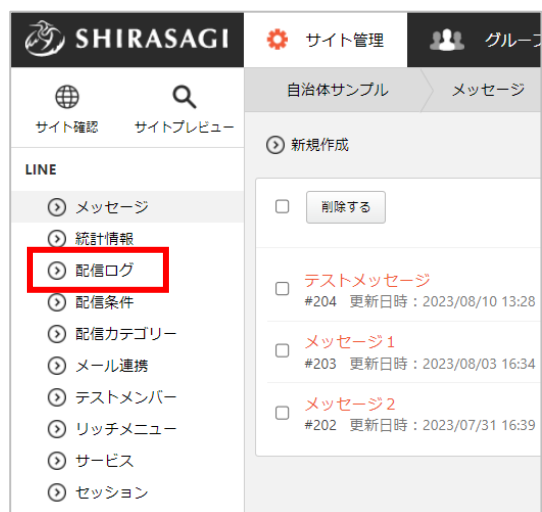 SHIRASAGI
サイト管理
自治体サンプル
メッセージ
サイト確認
サイトプレビュー
新規作成
LINE
メッセージ
統計情報
配信ログ
配信条件
配信カテゴリー
メール連携
テストメンバー
リッチメニュー
サービス
セッション
削除する
テストメッセージ
#204 更新日時：2023/08/10 13:28
メッセージ１
#203 更新日時：2023/08/03 16:34
メッセージ２
#202 更新日時：2023/07/31 16:39